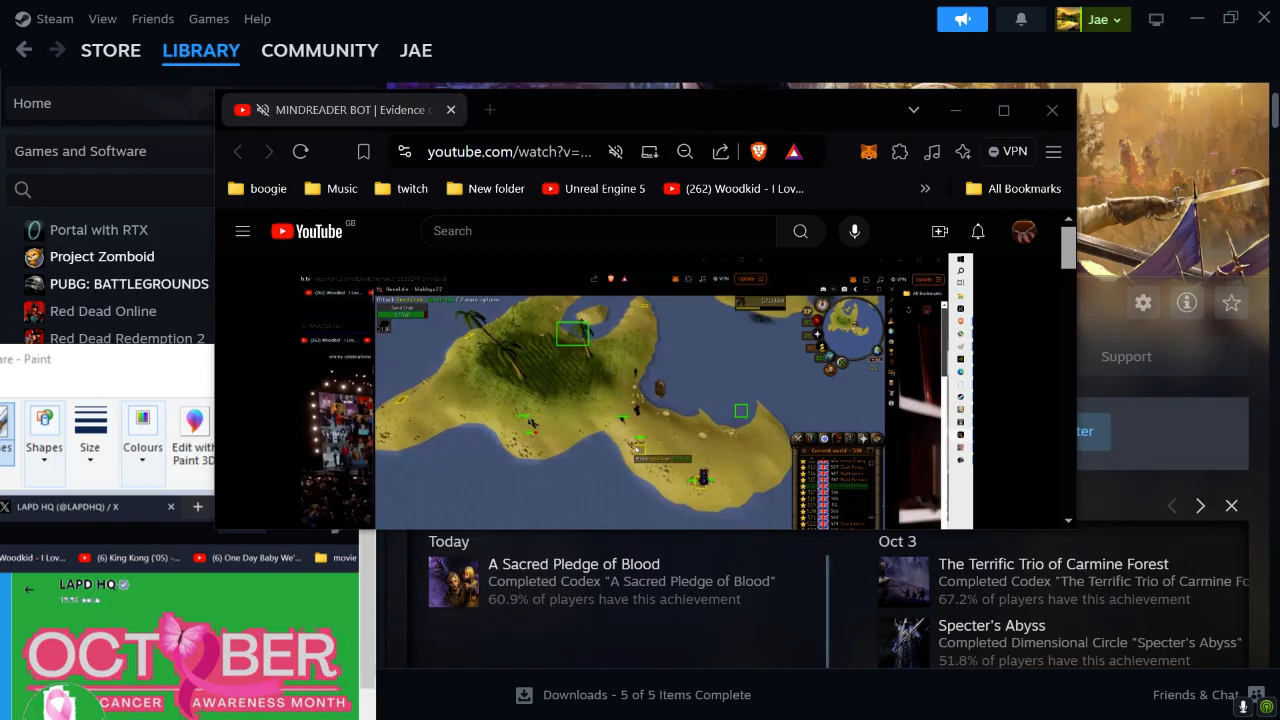 Steam View Friends Games Help
Jae
STORE LIBRARY COMMUNITY JAE
Home
MINDREADER BOT | Evidence
Games and Software
youtube.com/watch?v=...
VPN
boogie Music twitch New folder Unreal Engine 5 (262) Woodkid - I Lov... » All Bookmarks
YouTube GB
Search
Portal with RTX
Project Zomboid
PUBG: BATTLEGROUNDS
Red Dead Online
Red Dead Redemption 2
Support
Current world - 516
are - Paint
Shapes Size Colours Edit with Paint 3D
LAPD HQ (@LAPDHQ) / X
Woodkid - I Lov... (6) King Kong ('05) -... (6) One Day Baby We'... movie
LAPD HQ
OCTOBER
CANCER AWARENESS MONTH
Today
A Sacred Pledge of Blood
Completed Codex "A Sacred Pledge of Blood"
60.9% of players have this achievement
Oct 3
The Terrific Trio of Carmine Forest
Completed Codex "The Terrific Trio of Carmine Fo
67.2% of players have this achievement
Specter's Abyss
Completed Dimensional Circle "Specter's Abyss"
51.8% of players have this achievement
Downloads - 5 of 5 Items Complete
Friends & Chat